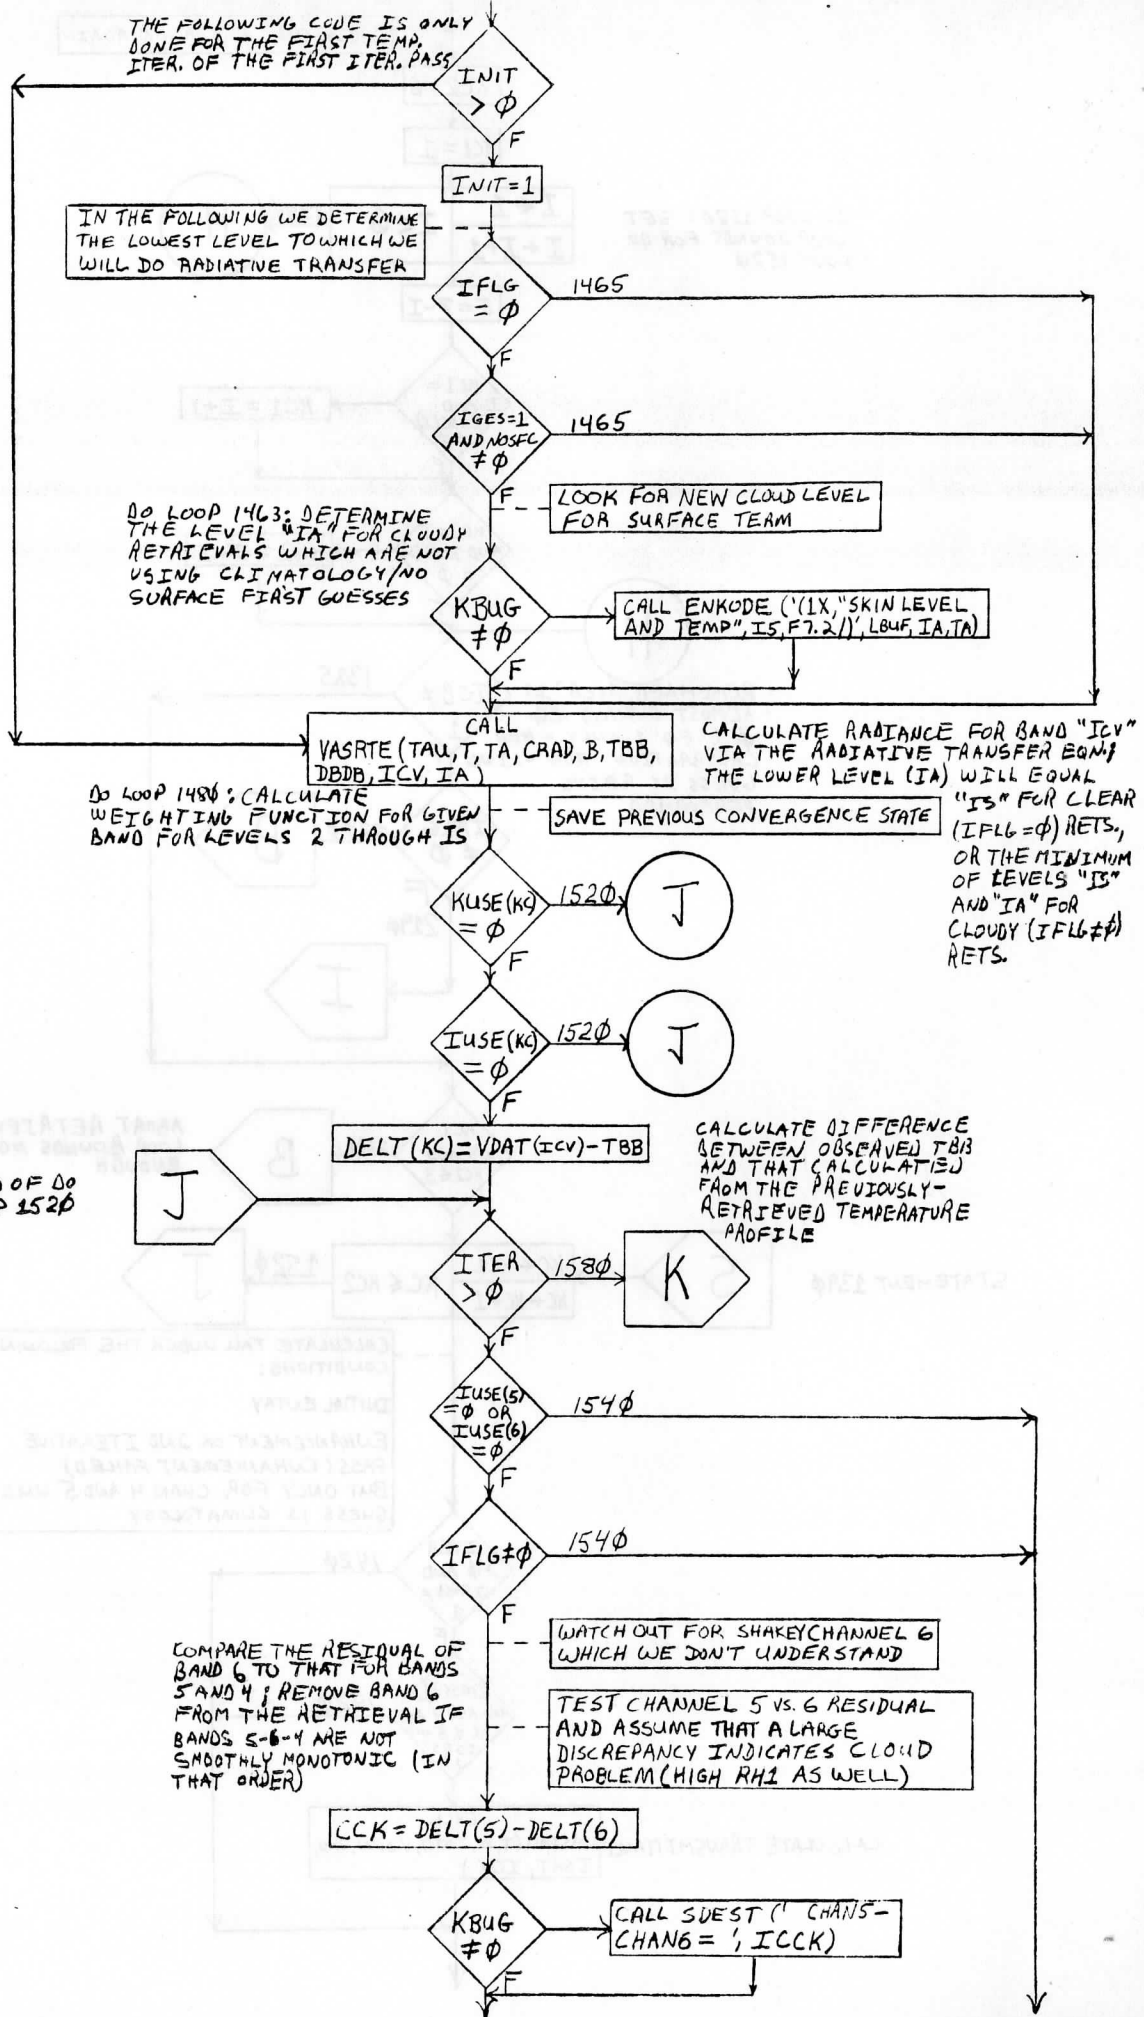 THE FOLLOWING CODE IS ONLY
DONE FOR THE FIRST TEMP.
ITER. OF THE FIRST ITER. PASS
INIT
> Ø
F
INIT=1
IN THE FOLLOWING WE DETERMINE
THE LOWEST LEVEL TO WHICH WE
WILL DO RADIATIVE TRANSFER
IFLG
= Ø
1465
F
IGES=1
AND NOSFC
≠ Ø
1465
F
LOOK FOR NEW CLOUD LEVEL
FOR SURFACE TERM
DO LOOP 1463: DETERMINE
THE LEVEL "IA" FOR CLOUDY
RETRIEVALS WHICH ARE NOT
USING CLIMATOLOGY/NO
SURFACE FIRST GUESSES
KBUG
≠ Ø
CALL ENKODE ('(1X,"SKIN LEVEL
AND TEMP", I5, F7.2/)', LBUF, IA, TA)
F
CALL
VASRTE (TAU, T, TA, CRAD, B, TBB,
DBDB, ICV, IA)
CALCULATE RADIANCE FOR BAND "ICV"
VIA THE RADIATIVE TRANSFER EQN;
THE LOWER LEVEL (IA) WILL EQUAL
"IS" FOR CLEAR
(IFLG=Ø) RETS.,
OR THE MINIMUM
OF LEVELS "IS"
AND "IA" FOR
CLOUDY (IFLG≠Ø)
RETS.
DO LOOP 148Ø: CALCULATE
WEIGHTING FUNCTION FOR GIVEN
BAND FOR LEVELS 2 THROUGH IS
SAVE PREVIOUS CONVERGENCE STATE
KUSE(KC)
= Ø
152Ø
J
F
IUSE(KC)
= Ø
152Ø
J
F
DELT(KC)=VDAT(ICV)-TBB
CALCULATE DIFFERENCE
BETWEEN OBSERVED TBB
AND THAT CALCULATED
FROM THE PREVIOUSLY-
RETRIEVED TEMPERATURE
PROFILE
OF DO
152Ø
J
ITER
> Ø
158Ø
K
F
IUSE(5)
=Ø OR
IUSE(6)
=Ø
154Ø
F
IFLG≠Ø
154Ø
F
WATCH OUT FOR SHAKEY CHANNEL 6
WHICH WE DON'T UNDERSTAND
COMPARE THE RESIDUAL OF
BAND 6 TO THAT FOR BANDS
5 AND 4; REMOVE BAND 6
FROM THE RETRIEVAL IF
BANDS 5-6-4 ARE NOT
SMOOTHLY MONOTONIC (IN
THAT ORDER)
TEST CHANNEL 5 VS. 6 RESIDUAL
AND ASSUME THAT A LARGE
DISCREPANCY INDICATES CLOUD
PROBLEM (HIGH RH1 AS WELL)
CCK = DELT(5)-DELT(6)
KBUG
≠ Ø
CALL SDEST (' CHAN5-
CHAN6= ', ICCK)
F